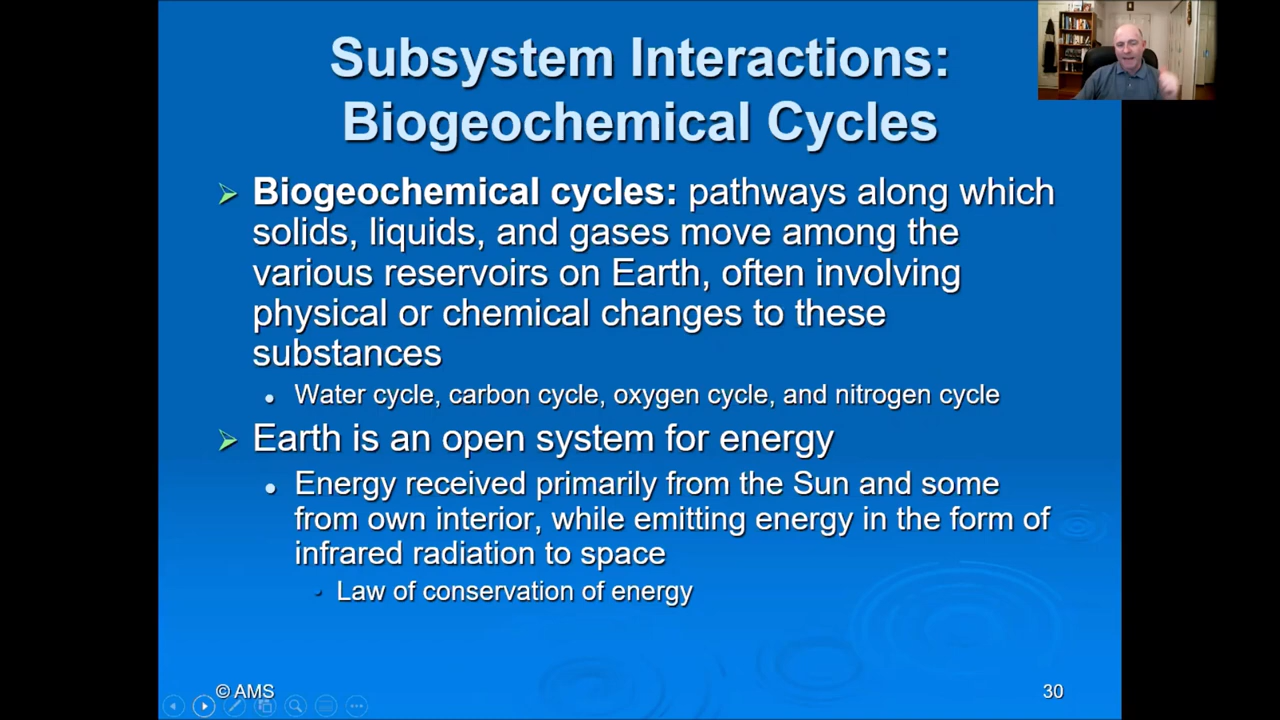 Subsystem Interactions:
Biogeochemical Cycles
Biogeochemical cycles: pathways along which
solids, liquids, and gases move among the
various reservoirs on Earth, often involving
physical or chemical changes to these
substances
Water cycle, carbon cycle, oxygen cycle, and nitrogen cycle
Earth is an open system for energy
Energy received primarily from the Sun and some
from own interior, while emitting energy in the form of
infrared radiation to space
Law of conservation of energy
© AMS
30